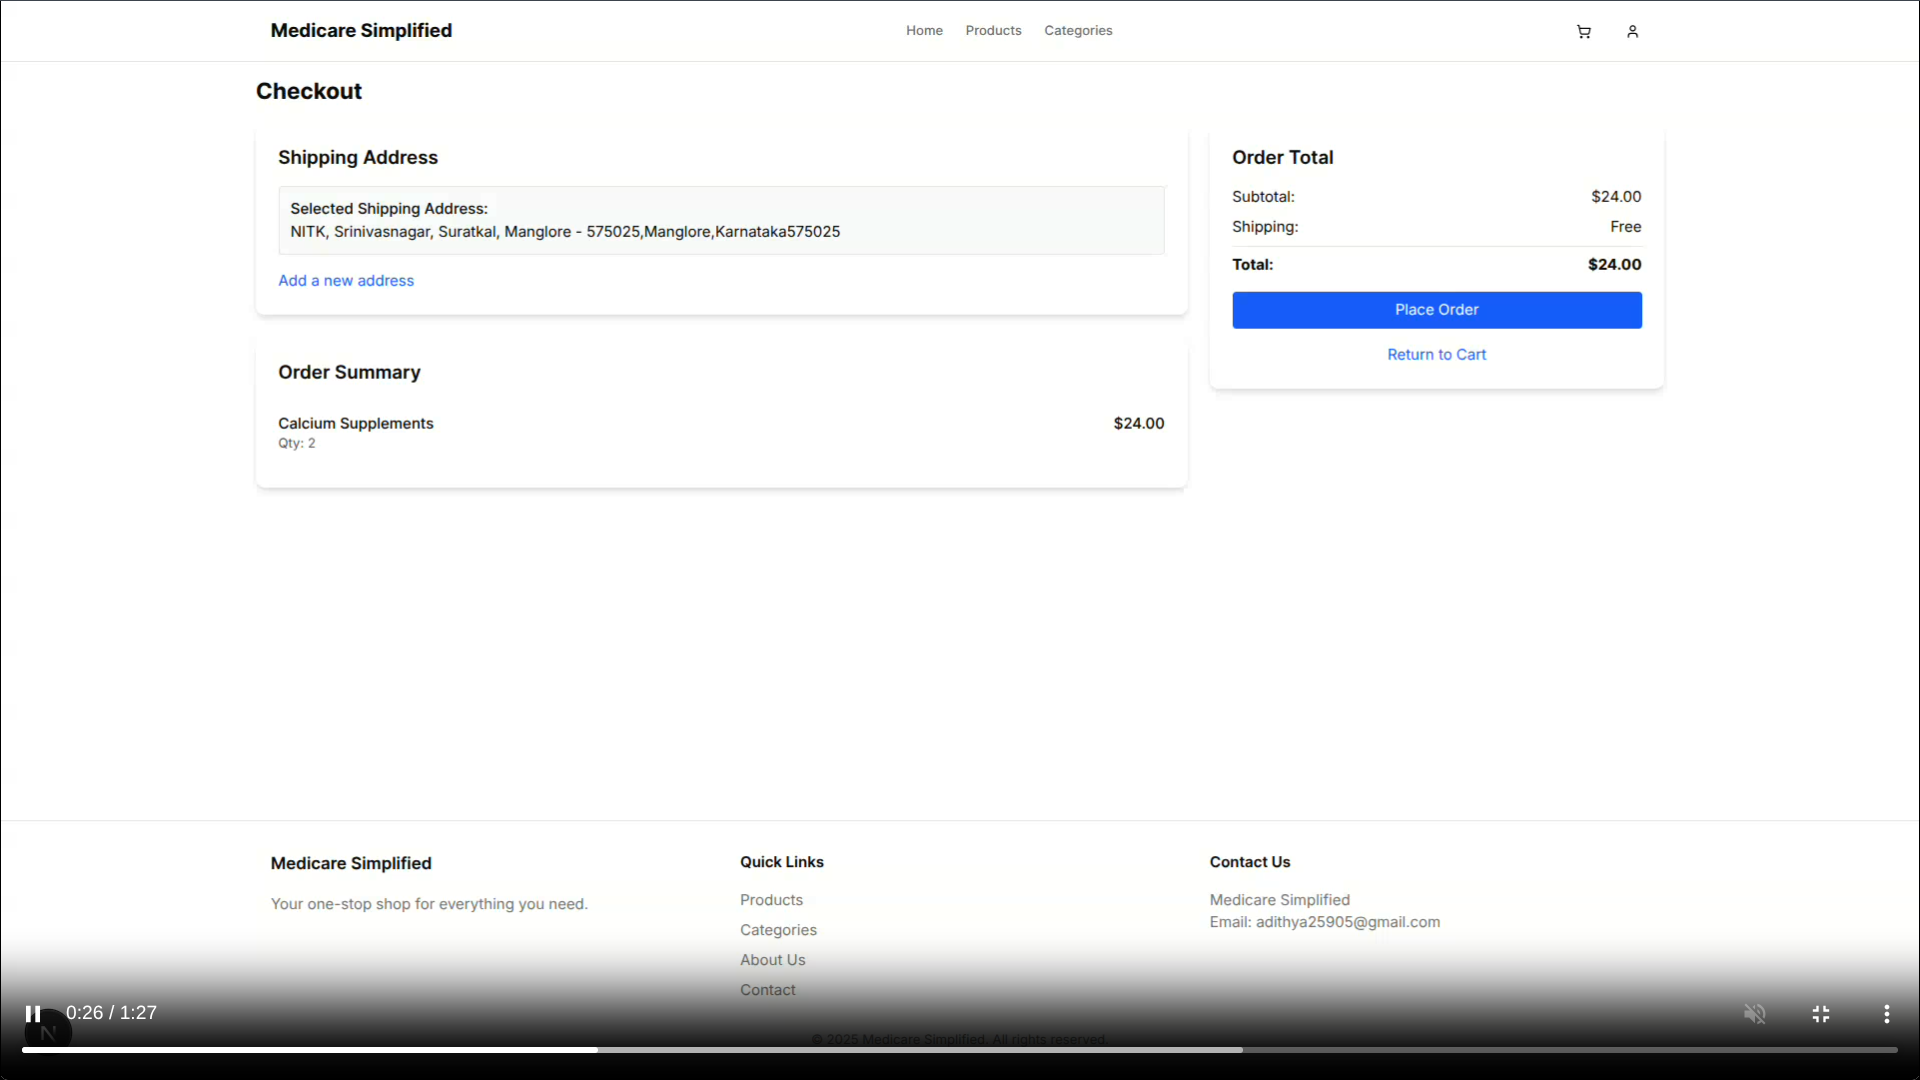 Medicare Simplified
Home Products Categories
Checkout
Shipping Address
Selected Shipping Address:
NITK, Srinivasnagar, Suratkal, Manglore - 575025,Manglore,Karnataka575025
Add a new address
Order Summary
Calcium Supplements $24.00
Qty: 2
Order Total
Subtotal: $24.00
Shipping: Free
Total: $24.00
Place Order
Return to Cart
Medicare Simplified
Your one-stop shop for everything you need.
Quick Links
Products
Categories
About Us
Contact
Contact Us
Medicare Simplified
Email: adithya25905@gmail.com
0:26 / 1:27
N
© 2025 Medicare Simplified. All rights reserved.